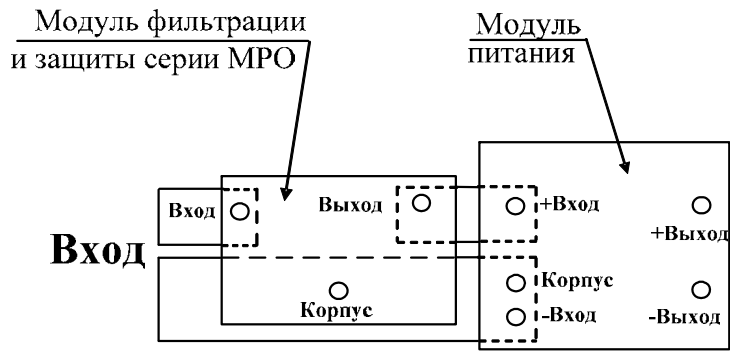 Модуль фильтрации
и защиты серии МРО
Модуль
питания
Вход
Выход
+Вход
+Выход
Вход
Корпус
Корпус
-Вход
-Выход